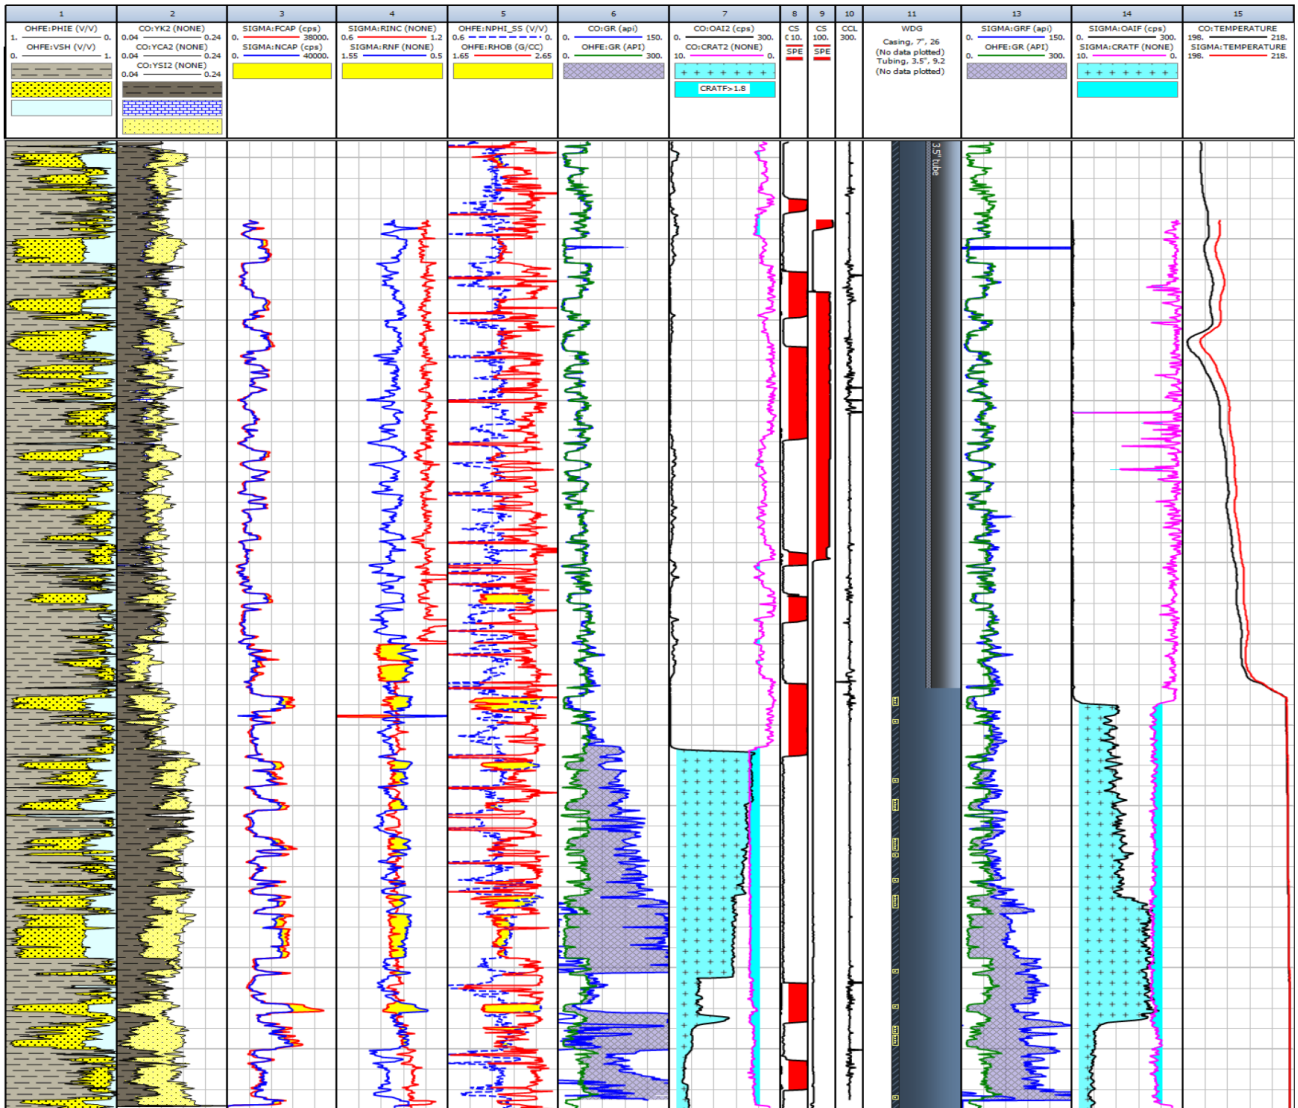 1 2 3 4 5 6 7 8 9 10 11 13 14 15
OHFE:PHIE (V/V)
1. 0.
OHFE:VSH (V/V)
0. 1.
CO:YK2 (NONE)
0.04 0.24
CO:YCA2 (NONE)
0.04 0.24
CO:YSI2 (NONE)
0.04 0.24
SIGMA:FCAP (cps)
0. 38000.
SIGMA:NCAP (cps)
0. 40000.
SIGMA:RINC (NONE)
0.6 1.2
SIGMA:RNF (NONE)
1.55 0.5
OHFE:NPHI_SS (V/V)
0.6 0.
OHFE:RHOB (G/CC)
1.65 2.65
CO:GR (api)
0. 150.
OHFE:GR (API)
0. 300.
CO:OAI2 (cps)
0. 300.
CO:CRAT2 (NONE)
10. 0.
CRATF>1.8
CS
( 10.
SPE
CS
100.
SPE
CCL
300.
WDG
Casing, 7", 26
(No data plotted)
Tubing, 3.5", 9.2
(No data plotted)
3.5" tube
SIGMA:GRF (api)
0. 150.
OHFE:GR (API)
0. 300.
SIGMA:OAIF (cps)
0. 300.
SIGMA:CRATF (NONE)
10. 0.
CO:TEMPERATURE
198. 218.
SIGMA:TEMPERATURE
198. 218.